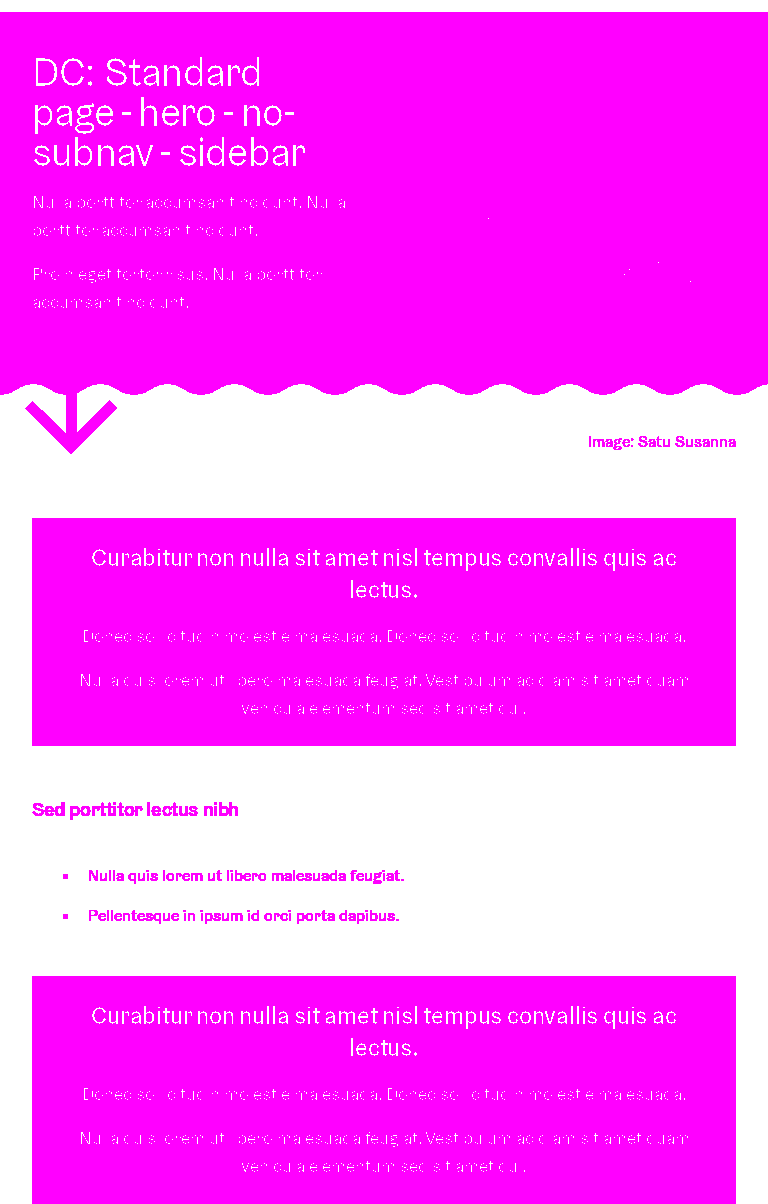 DC: Standard
page - hero - no-
subnav - sidebar
Nulla porttitor accumsan tincidunt. Nulla
porttitor accumsan tincidunt.
Proin eget tortor risus. Nulla porttitor
accumsan tincidunt.
Image: Satu Susanna
Curabitur non nulla sit amet nisl tempus convallis quis ac
lectus.
Donec sollicitudin molestie malesuada. Donec sollicitudin molestie malesuada.
Nulla quis lorem ut libero malesuada feugiat. Vestibulum ac diam sit amet quam
vehicula elementum sed sit amet dui.
Sed porttitor lectus nibh
▪ Nulla quis lorem ut libero malesuada feugiat.
▪ Pellentesque in ipsum id orci porta dapibus.
Curabitur non nulla sit amet nisl tempus convallis quis ac
lectus.
Donec sollicitudin molestie malesuada. Donec sollicitudin molestie malesuada.
Nulla quis lorem ut libero malesuada feugiat. Vestibulum ac diam sit amet quam
vehicula elementum sed sit amet dui.